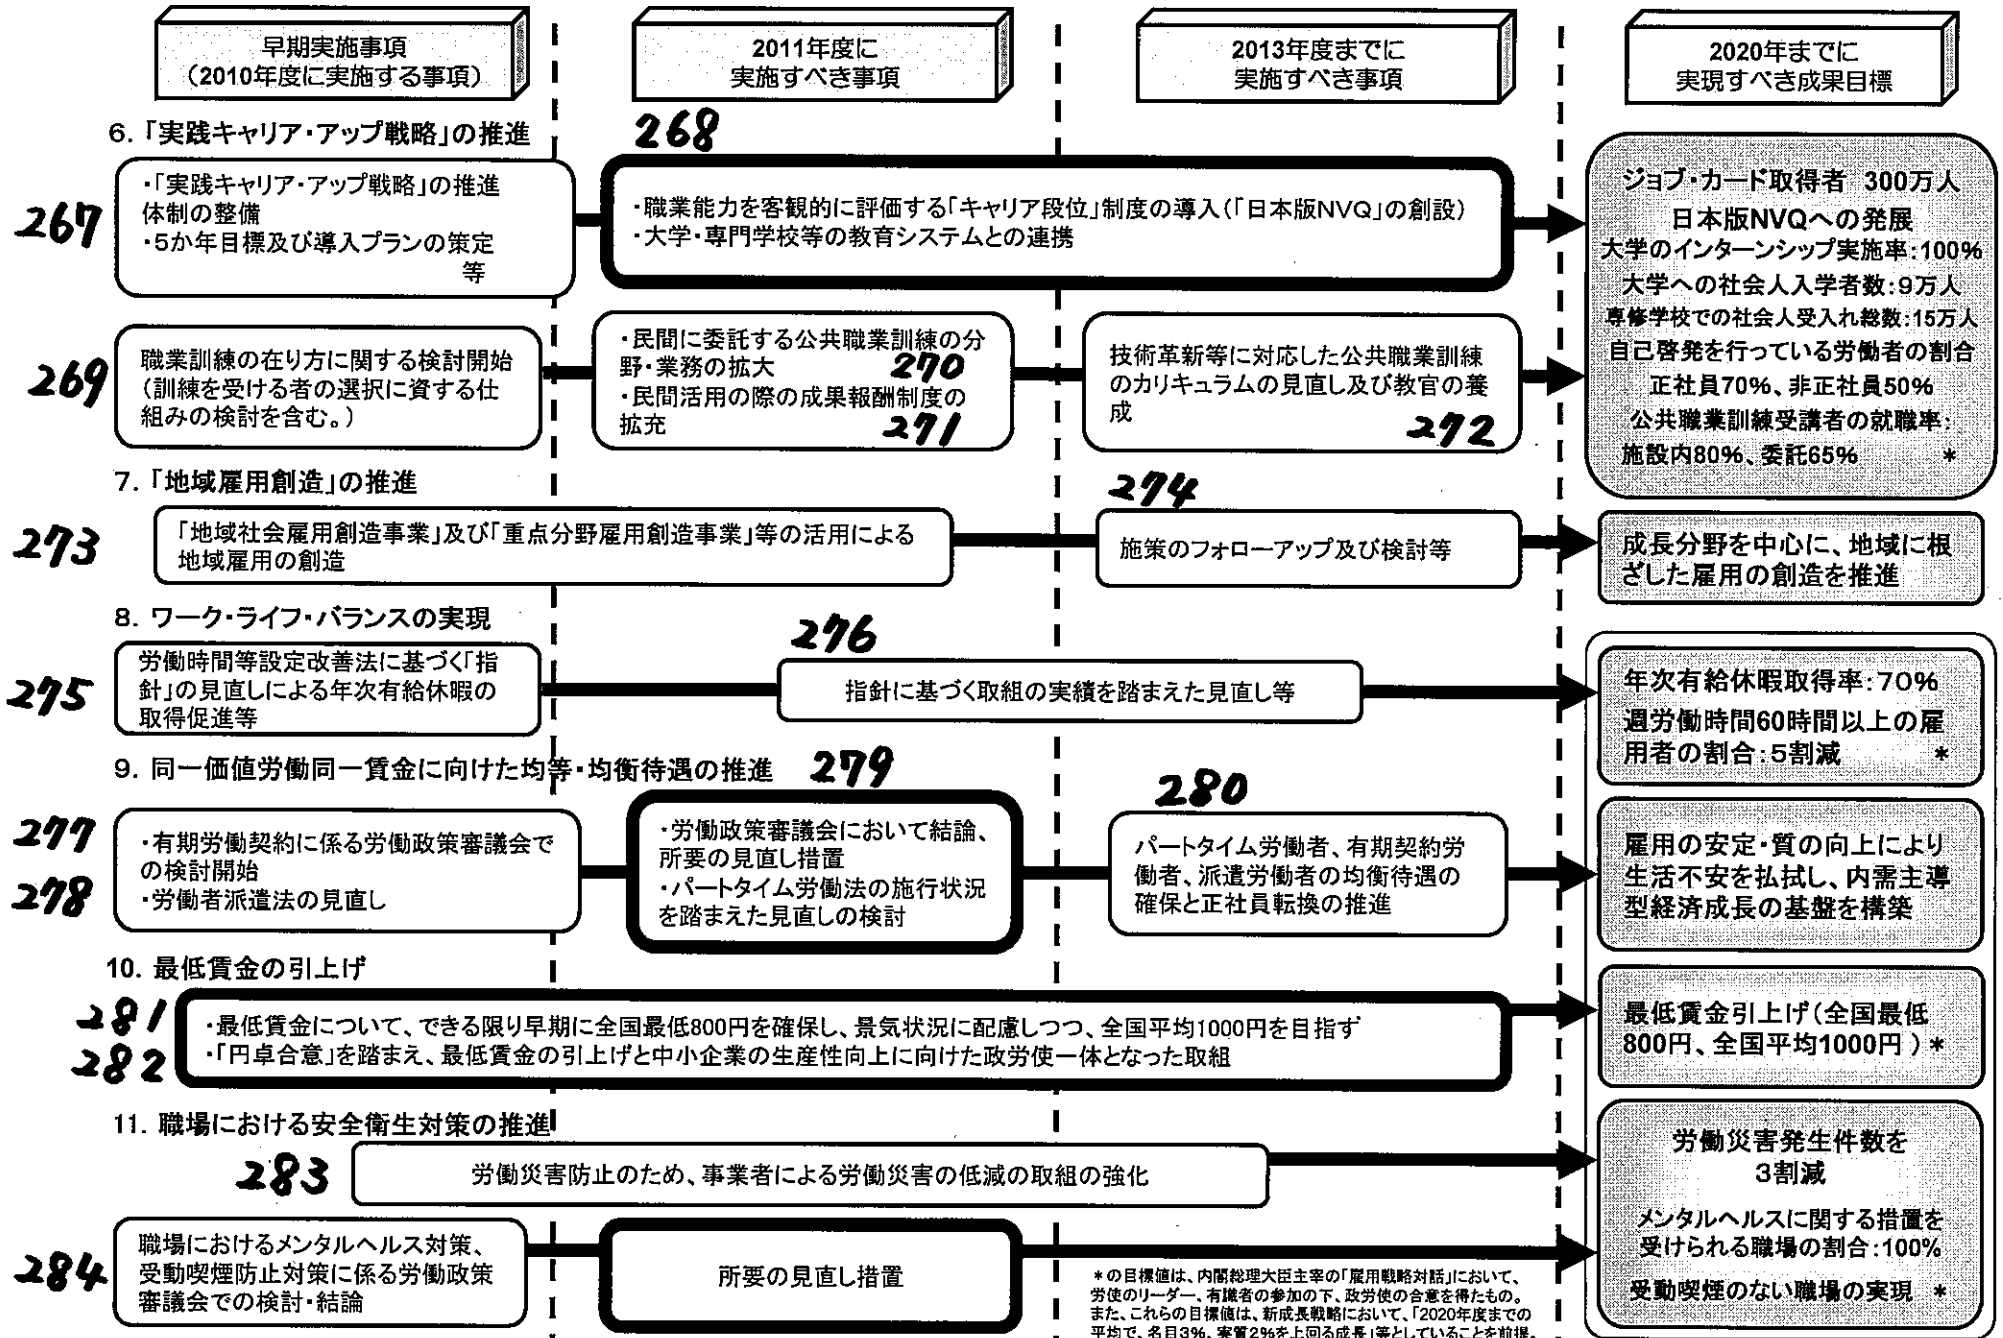 早期実施事項
（2010年度に実施する事項）
2011年度に
実施すべき事項
2013年度までに
実施すべき事項
2020年までに
実現すべき成果目標
6. 「実践キャリア・アップ戦略」の推進
268
267
・「実践キャリア・アップ戦略」の推進
体制の整備
・5か年目標及び導入プランの策定
等
・職業能力を客観的に評価する「キャリア段位」制度の導入（「日本版NVQ」の創設）
・大学・専門学校等の教育システムとの連携
ジョブ・カード取得者 300万人
日本版NVQへの発展
大学のインターンシップ実施率：100%
大学への社会人入学者数：9万人
専修学校での社会人受入れ総数：15万人
自己啓発を行っている労働者の割合
正社員70%、非正社員50%
公共職業訓練受講者の就職率：
施設内80%、委託65% *
269
職業訓練の在り方に関する検討開始
（訓練を受ける者の選択に資する仕
組みの検討を含む。）
・民間に委託する公共職業訓練の分
野・業務の拡大 270
・民間活用の際の成果報酬制度の
拡充 271
技術革新等に対応した公共職業訓練
のカリキュラムの見直し及び教官の養
成 272
7. 「地域雇用創造」の推進
274
273
「地域社会雇用創造事業」及び「重点分野雇用創造事業」等の活用による
地域雇用の創造
施策のフォローアップ及び検討等
成長分野を中心に、地域に根
ざした雇用の創造を推進
8. ワーク・ライフ・バランスの実現
276
275
労働時間等設定改善法に基づく「指
針」の見直しによる年次有給休暇の
取得促進等
指針に基づく取組の実績を踏まえた見直し等
年次有給休暇取得率：70%
週労働時間60時間以上の雇
用者の割合：5割減 *
9. 同一価値労働同一賃金に向けた均等・均衡待遇の推進
279
280
277
278
・有期労働契約に係る労働政策審議会で
の検討開始
・労働者派遣法の見直し
・労働政策審議会において結論、
所要の見直し措置
・パートタイム労働法の施行状況
を踏まえた見直しの検討
パートタイム労働者、有期契約労
働者、派遣労働者の均衡待遇の
確保と正社員転換の推進
雇用の安定・質の向上により
生活不安を払拭し、内需主導
型経済成長の基盤を構築
10. 最低賃金の引上げ
281
282
・最低賃金について、できる限り早期に全国最低800円を確保し、景気状況に配慮しつつ、全国平均1000円を目指ず
・「円卓合意」を踏まえ、最低賃金の引上げと中小企業の生産性向上に向けた政労使一体となった取組
最低賃金引上げ（全国最低
800円、全国平均1000円）*
11. 職場における安全衛生対策の推進
283
労働災害防止のため、事業者による労働災害の低減の取組の強化
労働災害発生件数を
3割減
メンタルヘルスに関する措置を
受けられる職場の割合：100%
受動喫煙のない職場の実現 *
284
職場におけるメンタルヘルス対策、
受動喫煙防止対策に係る労働政策
審議会での検討・結論
所要の見直し措置
*の目標値は、内閣総理大臣主宰の「雇用戦略対話」において、
労使のリーダー、有識者の参加の下、政労使の合意を得たもの。
また、これらの目標値は、新成長戦略において、「2020年度までの
平均で、名目3%、実質2%を上回る成長」等としていることを前提。